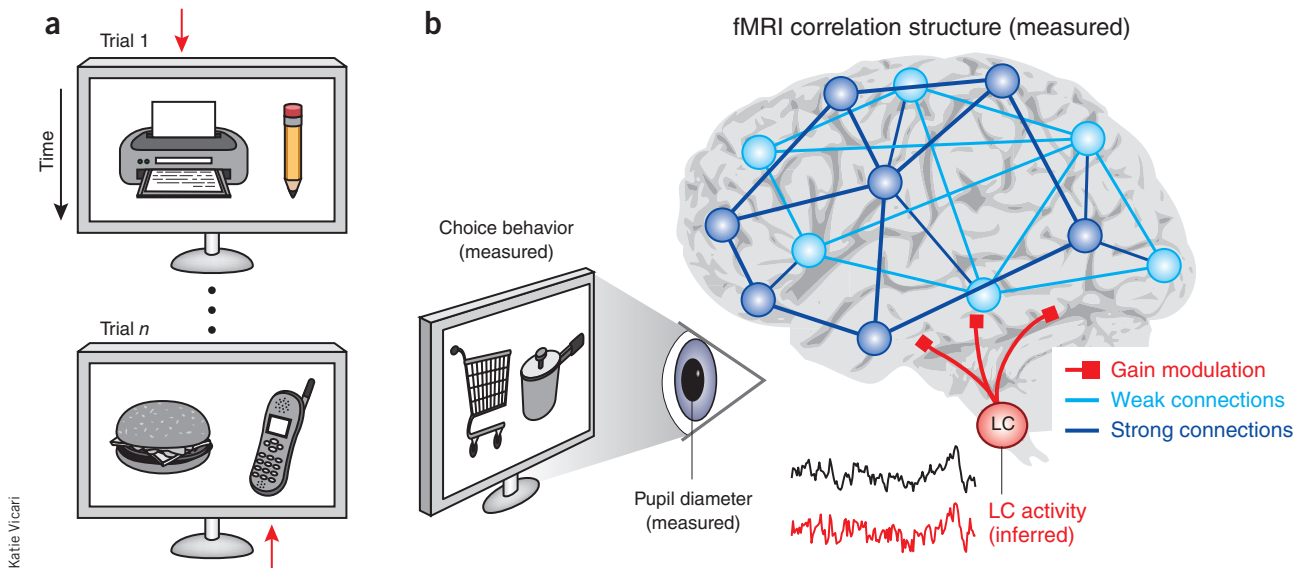 a
Trial 1
Time
Trial n
Katie Vicari
b
fMRI correlation structure (measured)
Choice behavior
(measured)
Pupil diameter
(measured)
LC
LC activity
(inferred)
Gain modulation
Weak connections
Strong connections